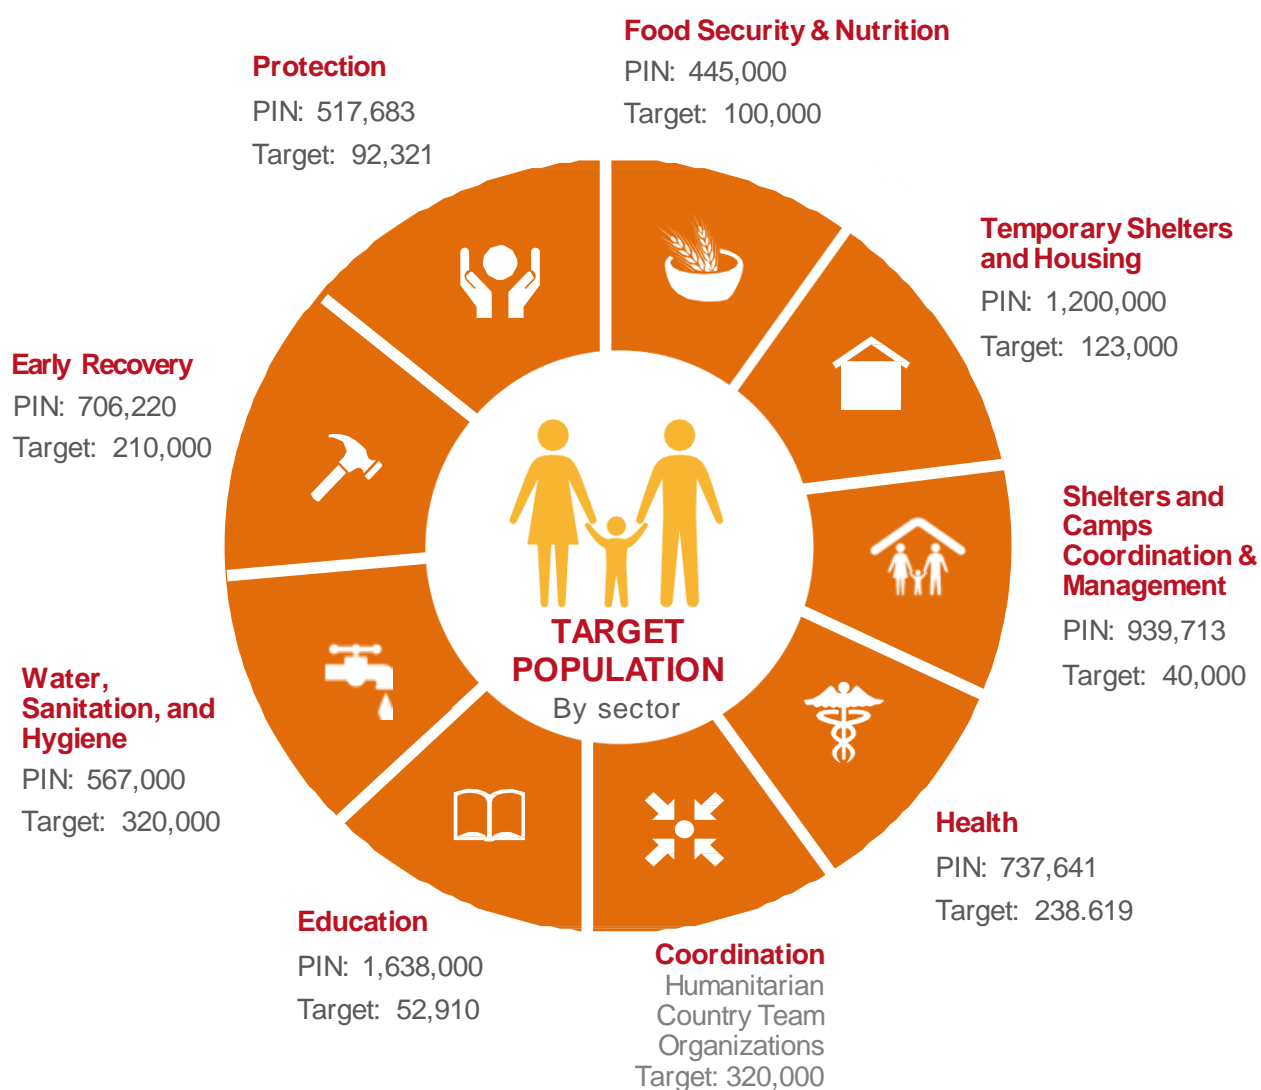 Food Security & Nutrition
PIN: 445,000
Target: 100,000
Protection
PIN: 517,683
Target: 92,321
Temporary Shelters
and Housing
PIN: 1,200,000
Target: 123,000
Early Recovery
PIN: 706,220
Target: 210,000
Shelters and
Camps
Coordination &
Management
PIN: 939,713
Target: 40,000
TARGET
POPULATION
By sector
Water,
Sanitation, and
Hygiene
PIN: 567,000
Target: 320,000
Health
PIN: 737,641
Target: 238.619
Education
PIN: 1,638,000
Target: 52,910
Coordination
Humanitarian
Country Team
Organizations
Target: 320,000